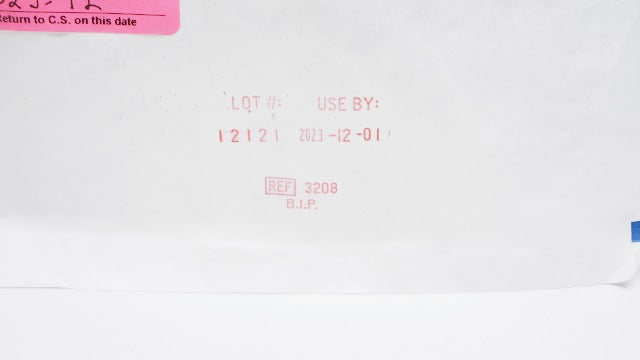 Return to C.S. on this date
LOT #: USE BY:
12121 2023-12-01
REF 3208
B.I.P.